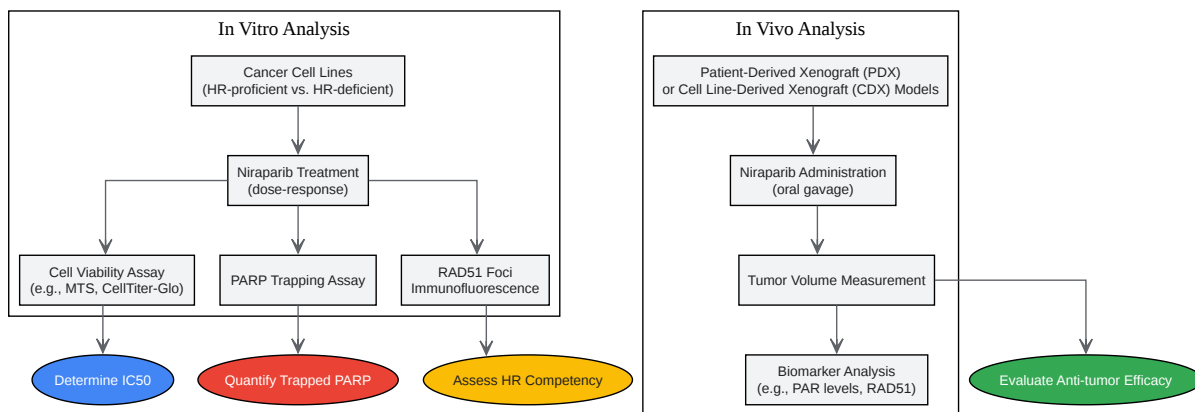 In Vitro Analysis
Cancer Cell Lines
(HR-proficient vs. HR-deficient)
Niraparib Treatment
(dose-response)
Cell Viability Assay
(e.g., MTS, CellTiter-Glo)
PARP Trapping Assay
RAD51 Foci
Immunofluorescence
Determine IC50
Quantify Trapped PARP
Assess HR Competency
In Vivo Analysis
Patient-Derived Xenograft (PDX)
or Cell Line-Derived Xenograft (CDX) Models
Niraparib Administration
(oral gavage)
Tumor Volume Measurement
Biomarker Analysis
(e.g., PAR levels, RAD51)
Evaluate Anti-tumor Efficacy